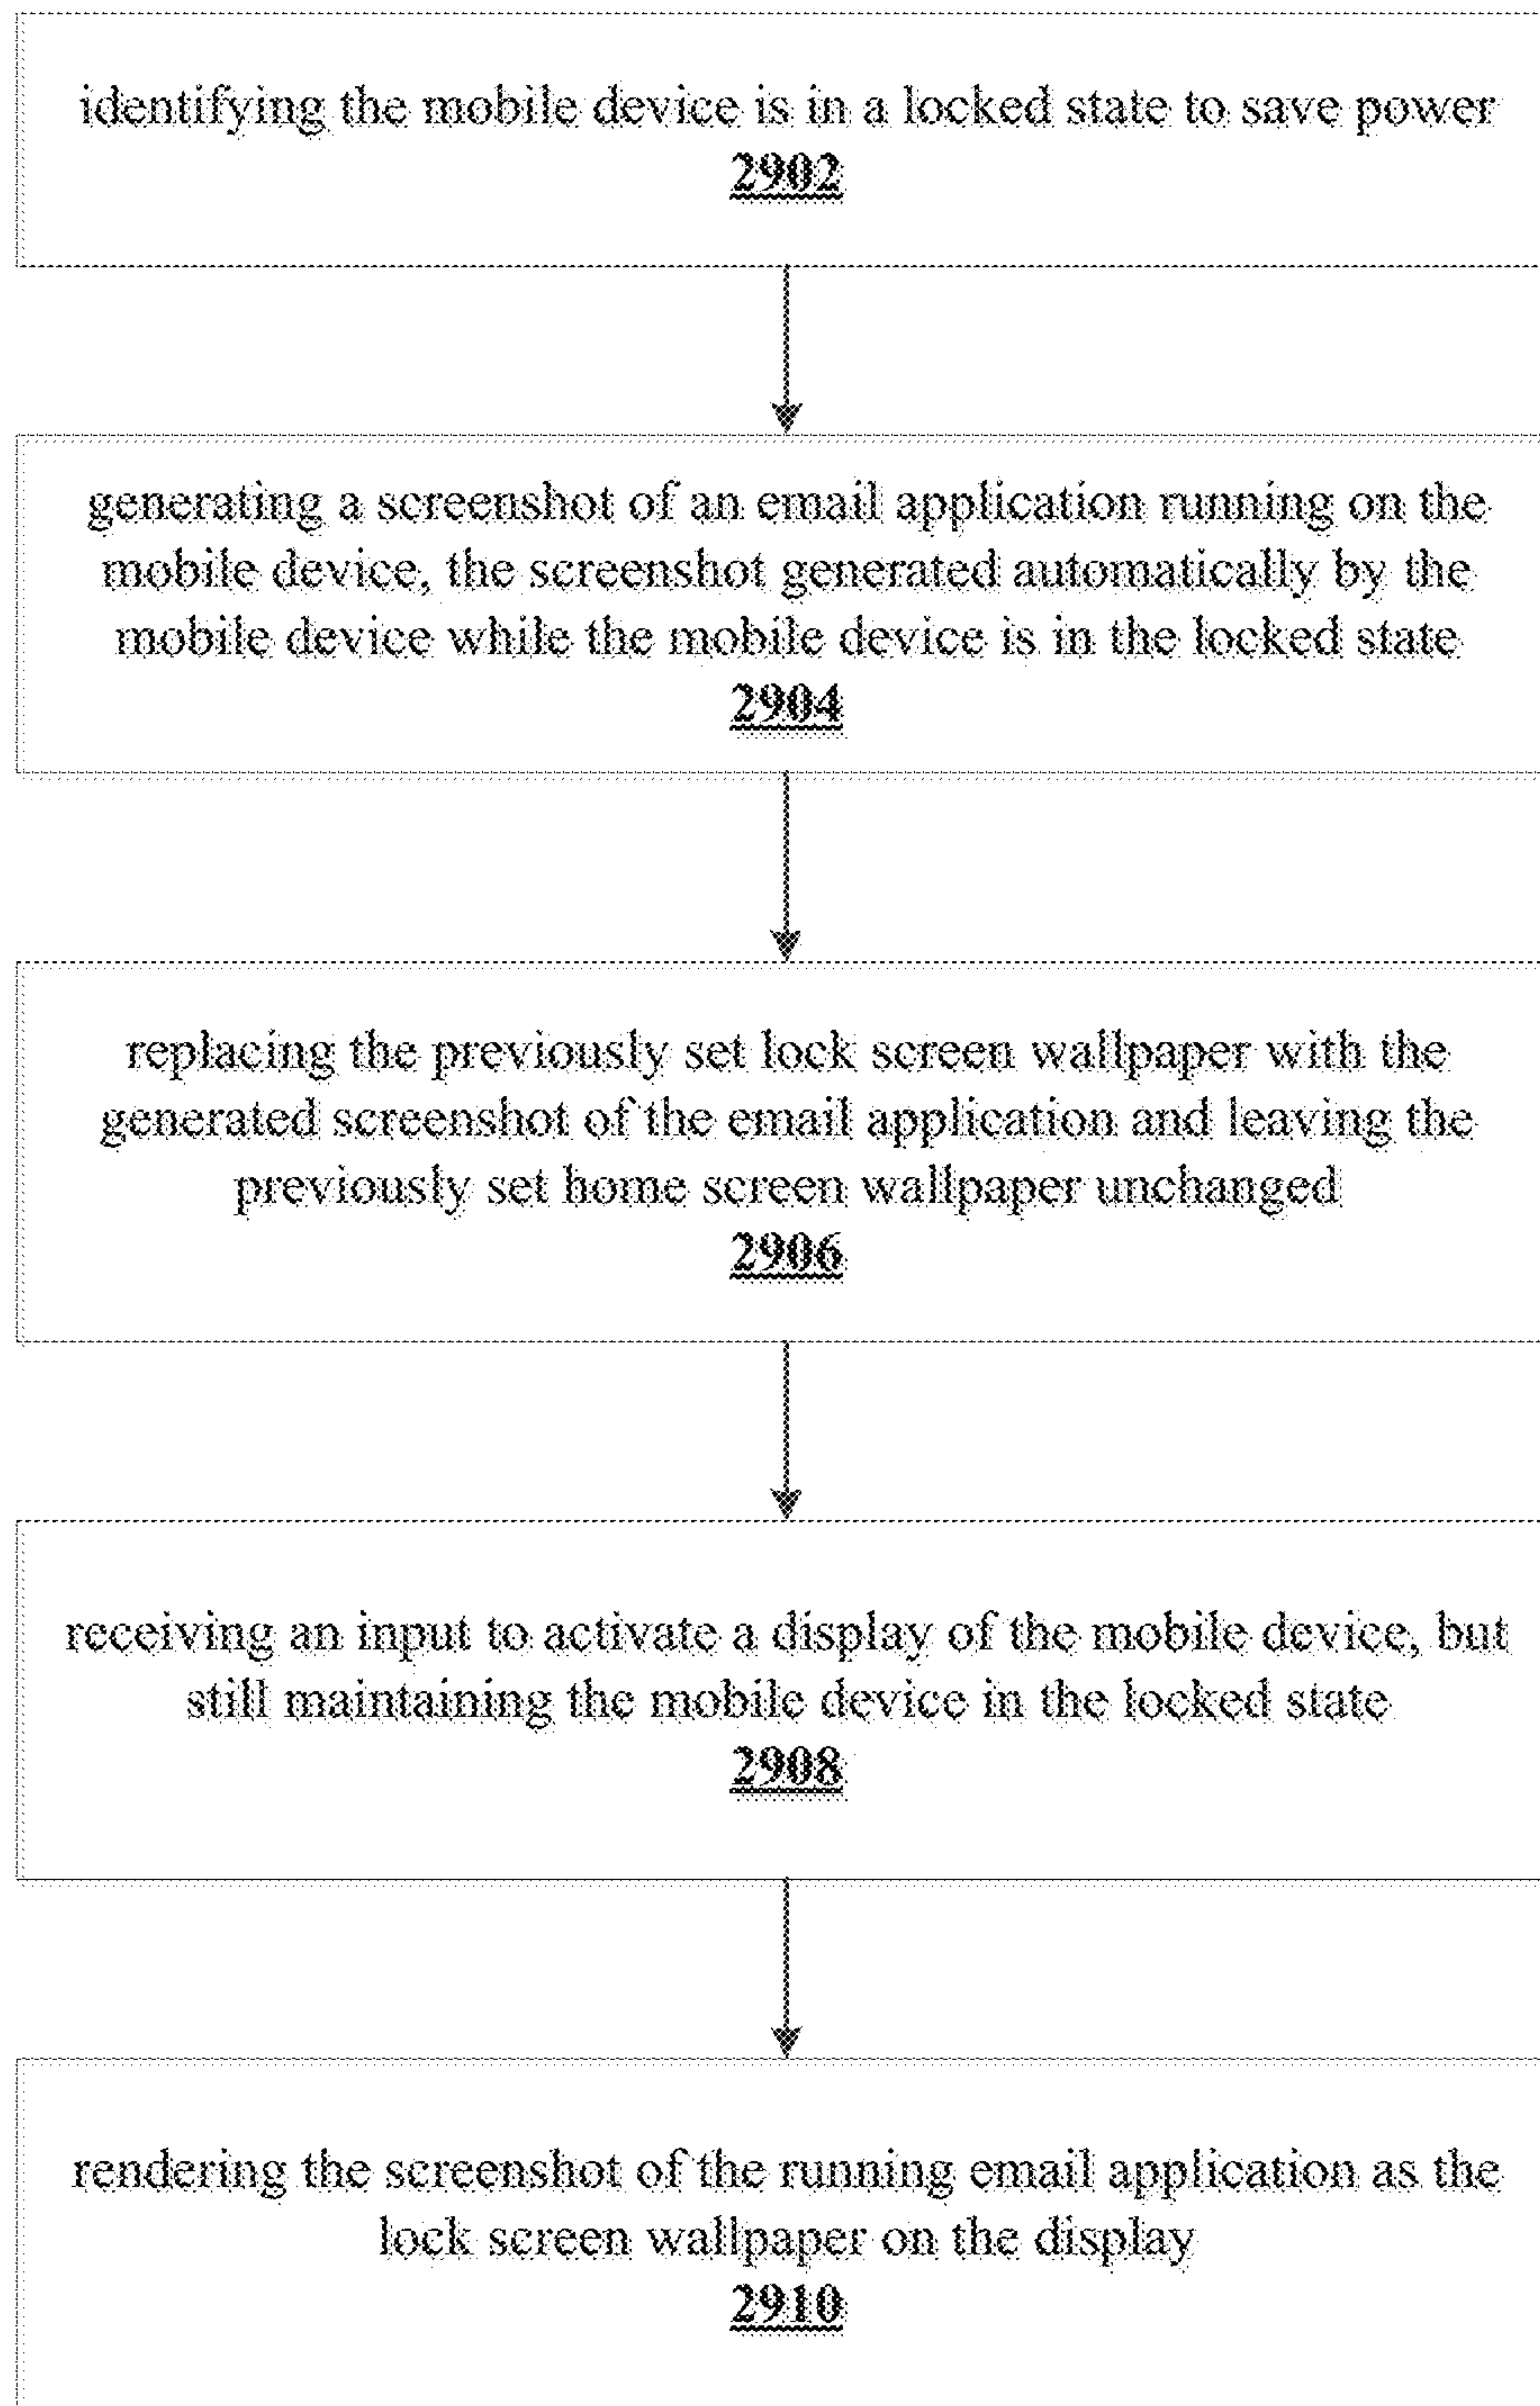 identifying the mobile device is in a locked state to save power
2902
generating a screenshot of an email application running on the
mobile device, the screenshot generated automatically by the
mobile device while the mobile device is in the locked state
2904
replacing the previously set lock screen wallpaper with the
generated screenshot of the email application and leaving the
previously set home screen wallpaper unchanged
2906
receiving an input to activate a display of the mobile device, but
still maintaining the mobile device in the locked state
2908
rendering the screenshot of the running email application as the
lock screen wallpaper on the display
2910